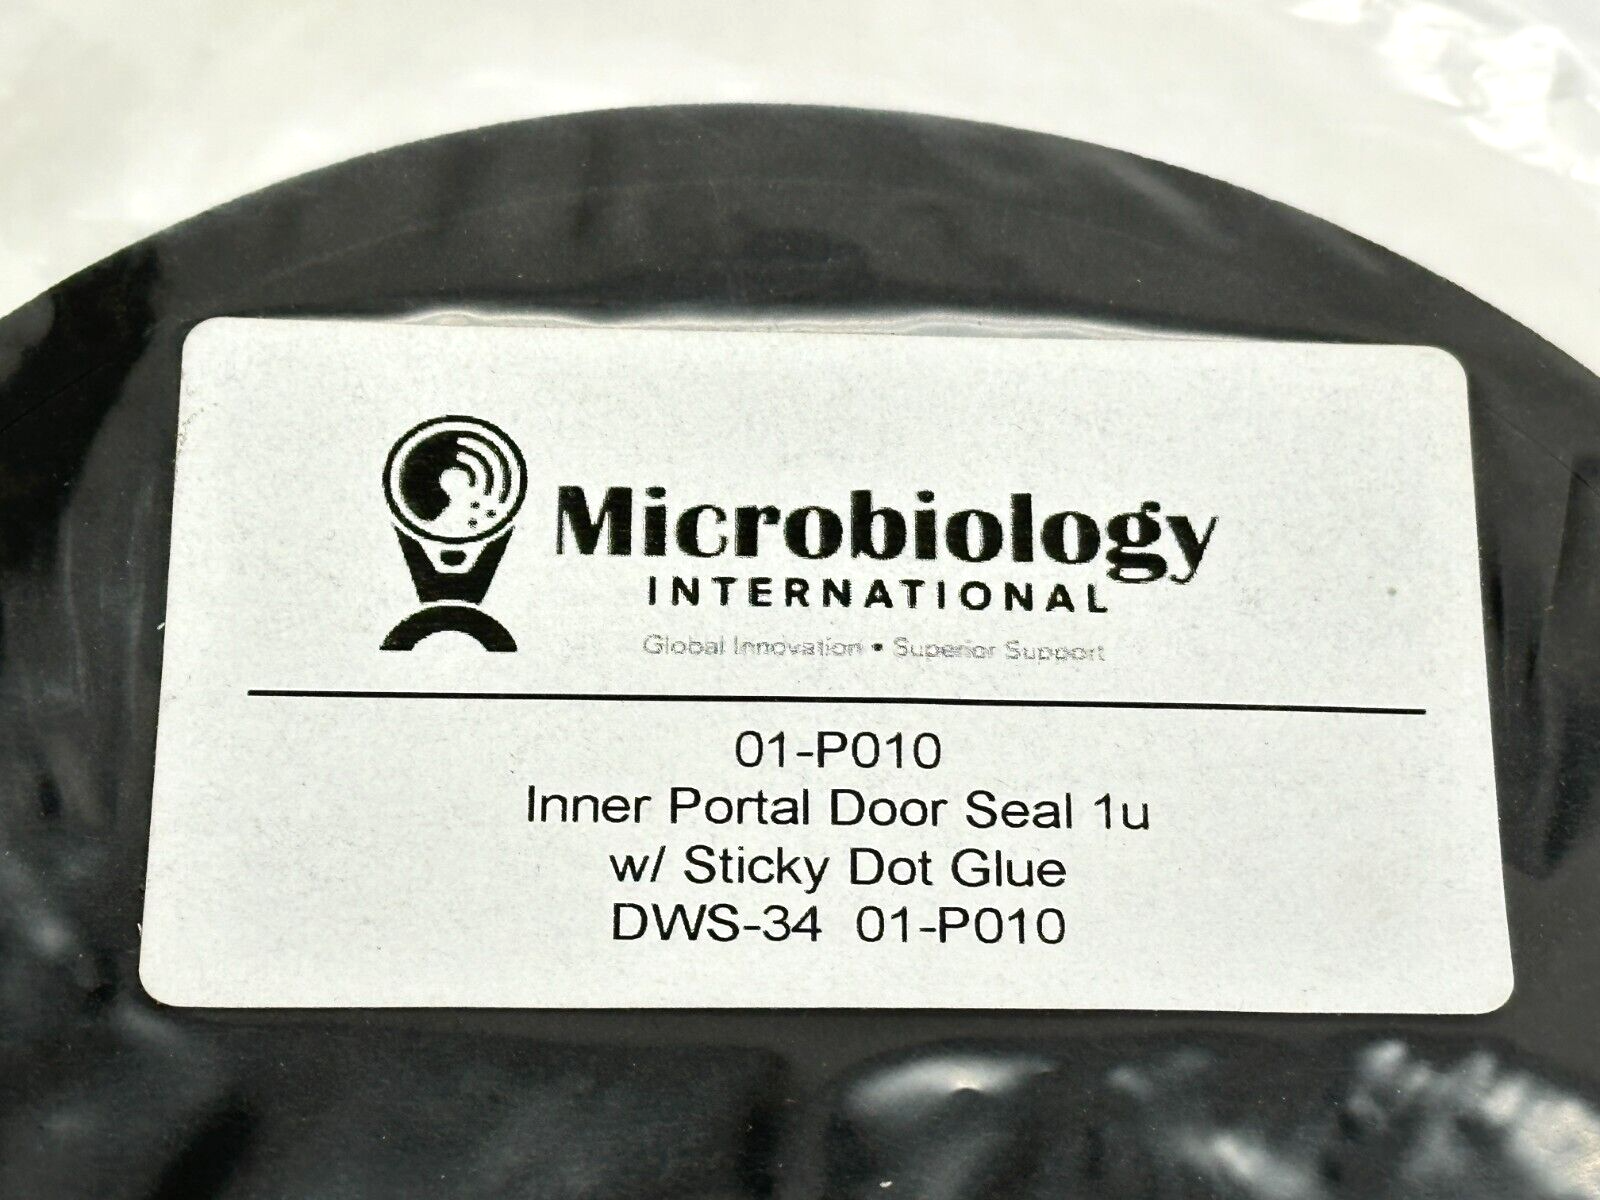 Microbiology
INTERNATIONAL
Global Innovation • Superior Support
01-P010
Inner Portal Door Seal 1u
w/ Sticky Dot Glue
DWS-34 01-P010